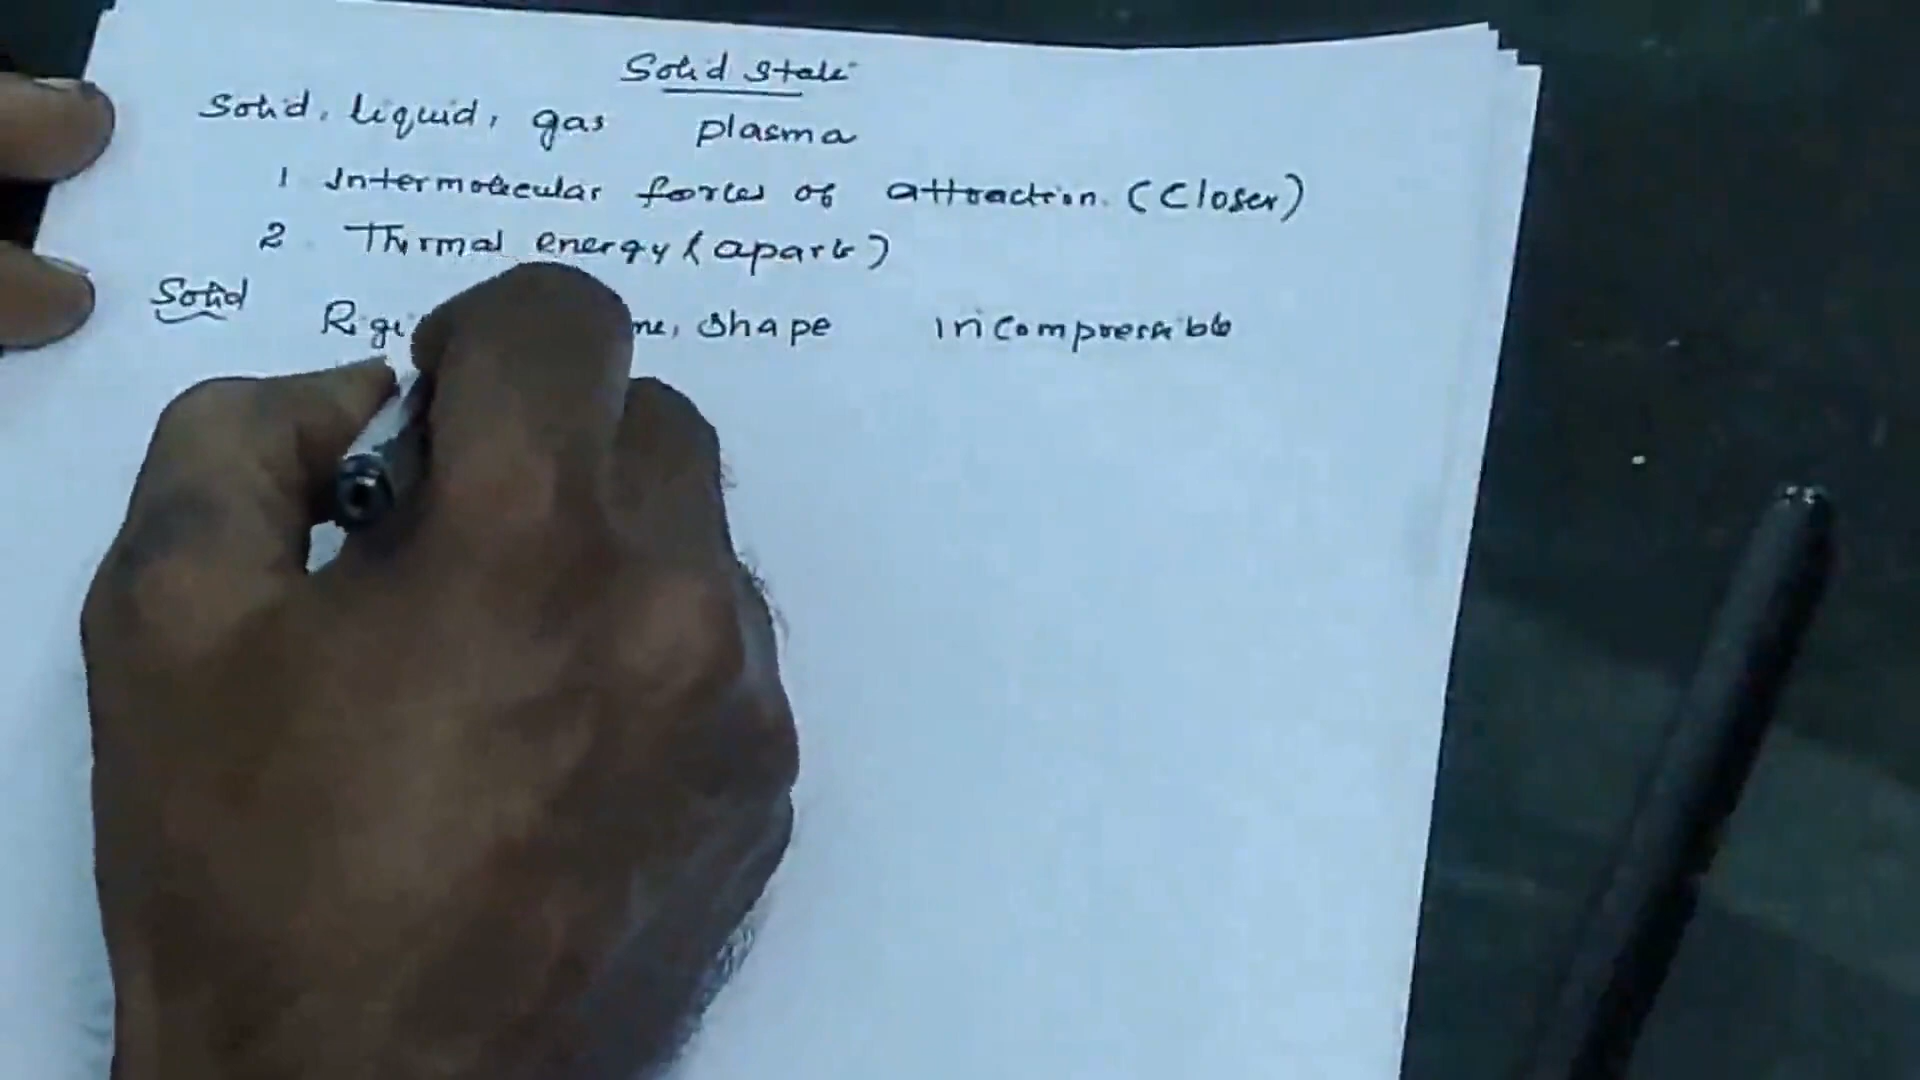 Solid state
Solid, liquid, gas plasma
1 Intermolecular forces of attraction. (Closer)
2. Thermal energy (apart)
Solid
shape incompressible